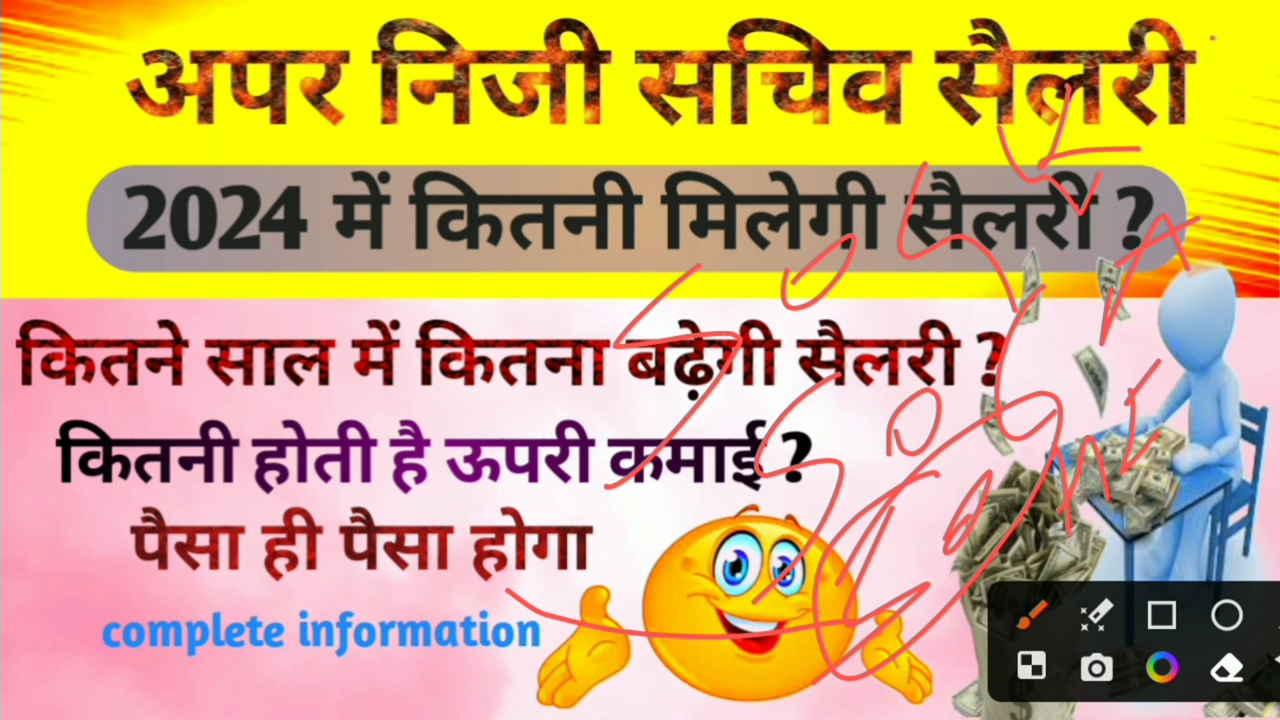 अपर निजी सचिव सैलरी
2024 में कितनी मिलेगी सैलरी ?
कितने साल में कितना बढ़ेगी सैलरी ?
कितनी होती है ऊपरी कमाई ?
पैसा ही पैसा होगा
complete information